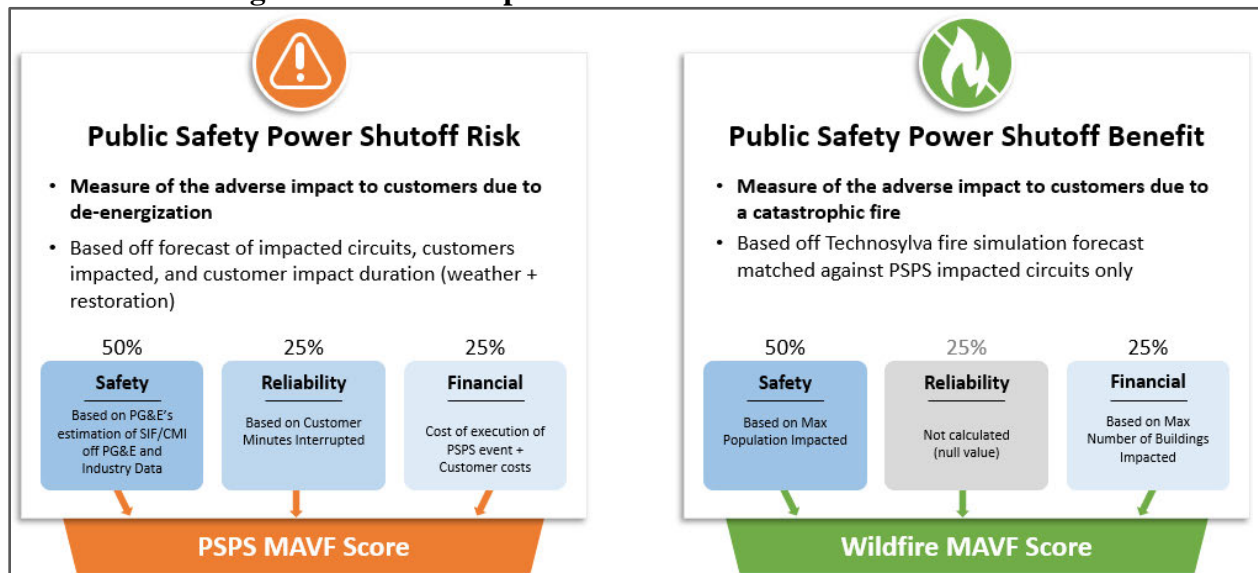 Public Safety Power Shutoff Risk
• Measure of the adverse impact to customers due to
de-energization
• Based off forecast of impacted circuits, customers
impacted, and customer impact duration (weather +
restoration)
50%
Safety
Based on PG&E's
estimation of SIF/CMI
off PG&E and
Industry Data
25%
Reliability
Based on Customer
Minutes Interrupted
25%
Financial
Cost of execution of
PSPS event +
Customer costs
PSPS MAVF Score
Public Safety Power Shutoff Benefit
• Measure of the adverse impact to customers due to
a catastrophic fire
• Based off Technosylva fire simulation forecast
matched against PSPS impacted circuits only
50%
Safety
Based on Max
Population Impacted
25%
Reliability
Not calculated
(null value)
25%
Financial
Based on Max
Number of Buildings
Impacted
Wildfire MAVF Score